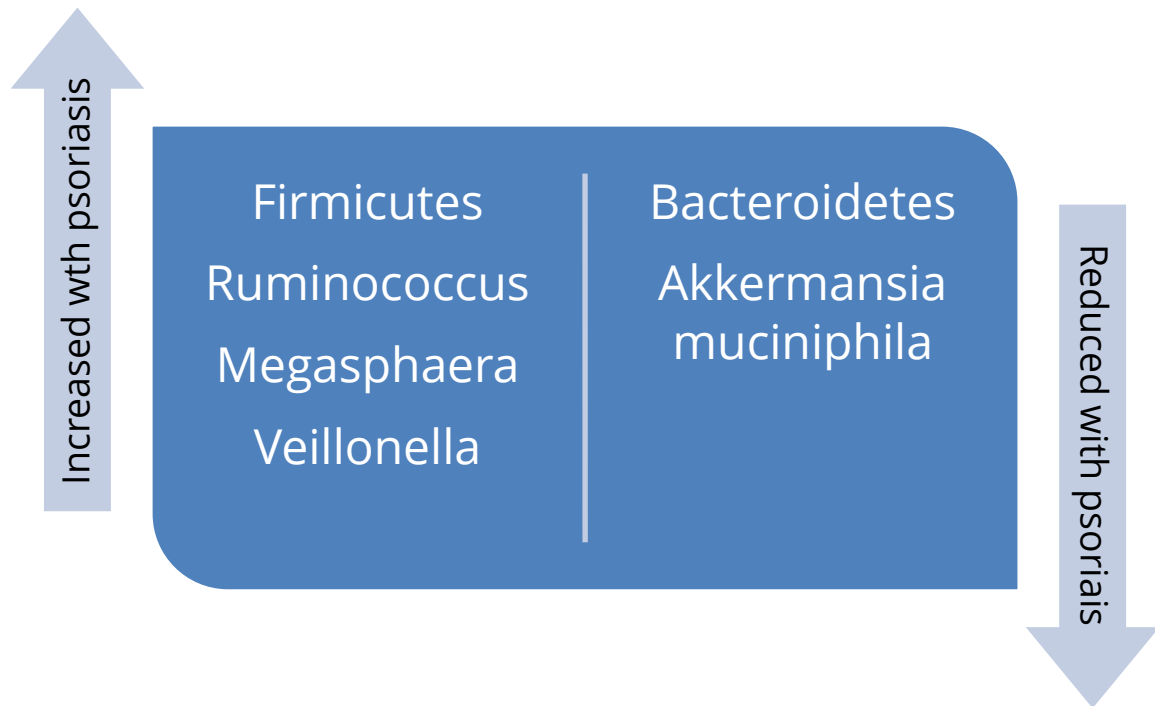 Increased wth psoriasis
Firmicutes
Ruminococcus
Megasphaera
Veillonella
Bacteroidetes
Akkermansia
muciniphila
Reduced with psoriais